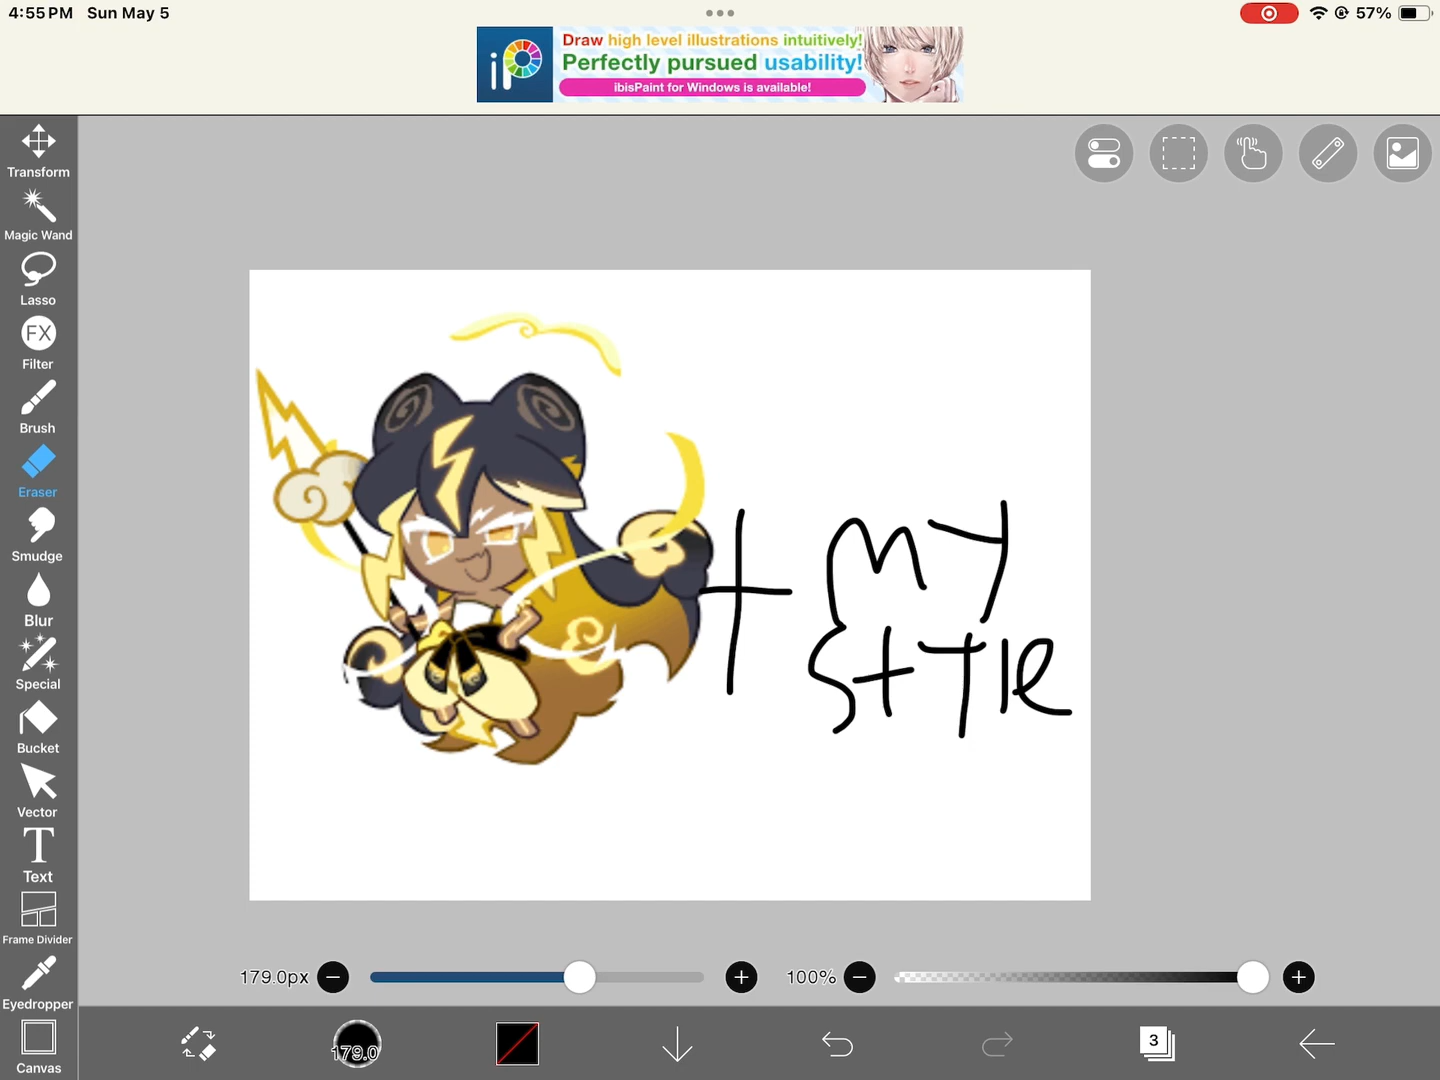 4:55 PM Sun May 5
57%
Draw high level illustrations intuitively!
Perfectly pursued usability!
ibisPaint for Windows is available!
iP
Transform
Magic Wand
Lasso
FX
Filter
Brush
Eraser
Smudge
Blur
Special
Bucket
Vector
T
Text
Frame Divider
Eyedropper
Canvas
+ MY
STYLE
179.0px
100%
179.0
3